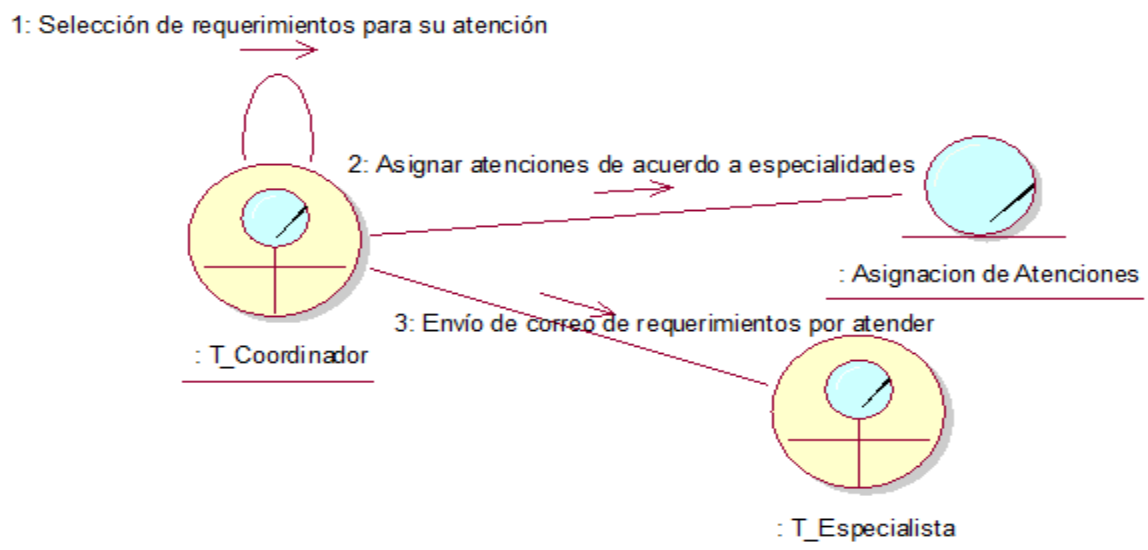 1: Selección de requerimientos para su atención
2: Asignar atenciones de acuerdo a especialidades
: Asignacion de Atenciones
3: Envío de correo de requerimientos por atender
: T_Coordinador
: T_Especialista